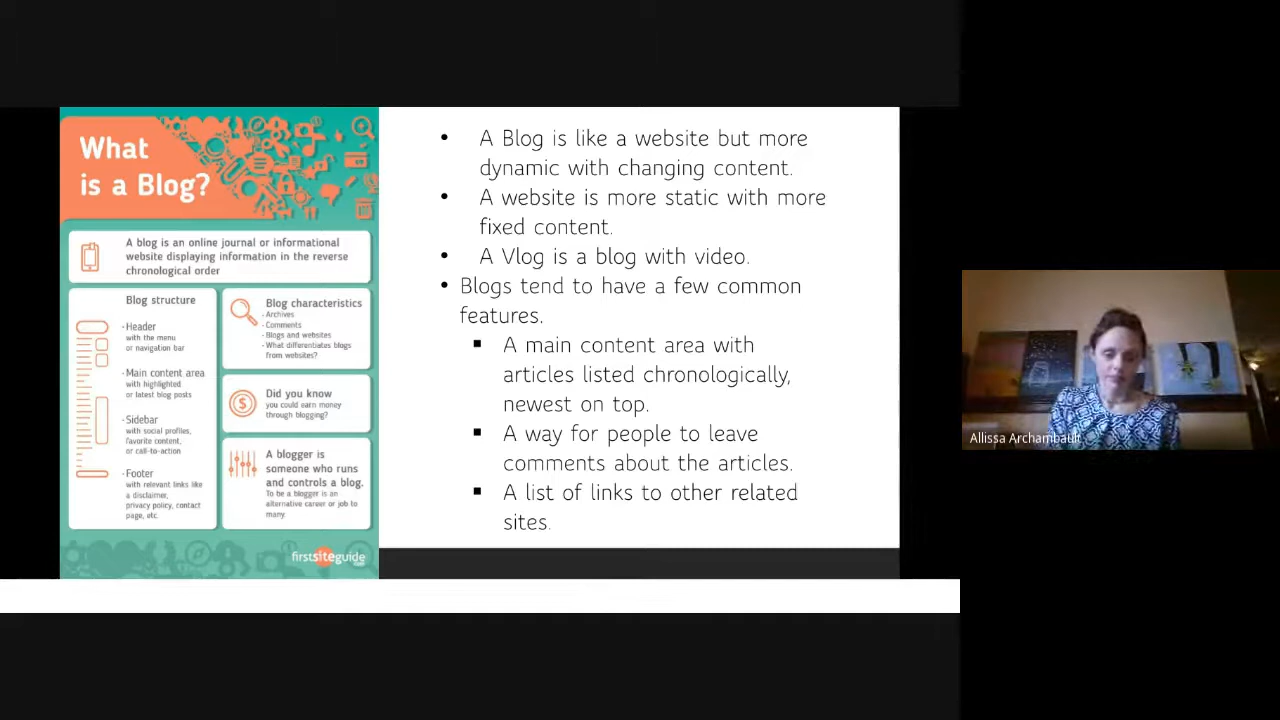 What
is a Blog?
A blog is an online journal or informational
website displaying information in the reverse
chronological order
Blog structure
- Header
with the menu
or navigation bar
- Main content area
with highlighted
or latest blog posts
- Sidebar
with social profiles,
favorite content,
or call-to-action
- Footer
with relevant links like
a disclaimer,
privacy policy, contact
page, etc.
Blog characteristics
- Archives
- Comments
- Blogs and websites
- What differentiates blogs
from websites?
Did you know
you could earn money
through blogging?
A blogger is
someone who runs
and controls a blog.
To be a blogger is an
alternative career or job to
many
firstsiteguide
• A Blog is like a website but more
dynamic with changing content.
• A website is more static with more
fixed content.
• A Vlog is a blog with video.
• Blogs tend to have a few common
features.
▪ A main content area with
articles listed chronologically,
newest on top.
▪ A way for people to leave
comments about the articles.
▪ A list of links to other related
sites.
Allissa Archambault